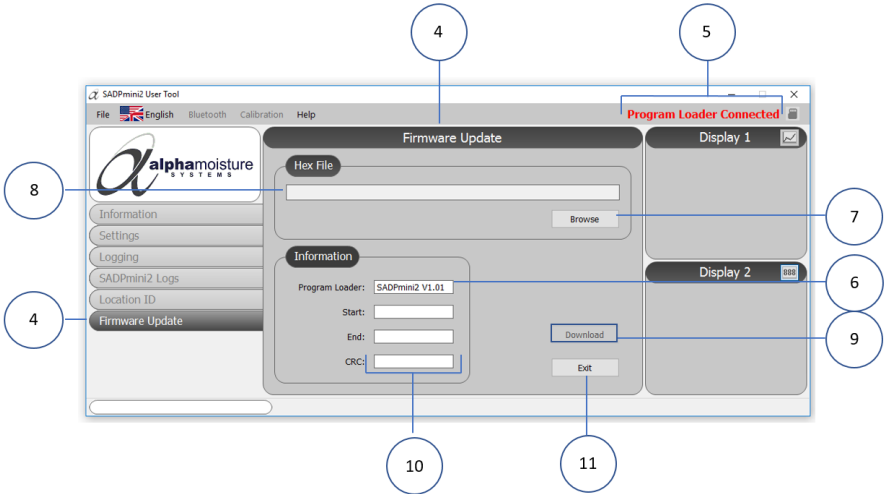 4
5
SADPmini2 User Tool
File English Bluetooth Calibration Help
Program Loader Connected
Firmware Update
Display 1
alphamoisture
SYSTEMS
Hex File
8
7
Browse
Information
Settings
Logging
SADPmini2 Logs
Location ID
Firmware Update
4
Information
Program Loader: SADPmini2 V1.01
Start:
End:
CRC:
Display 2
888
6
Download
9
Exit
10
11